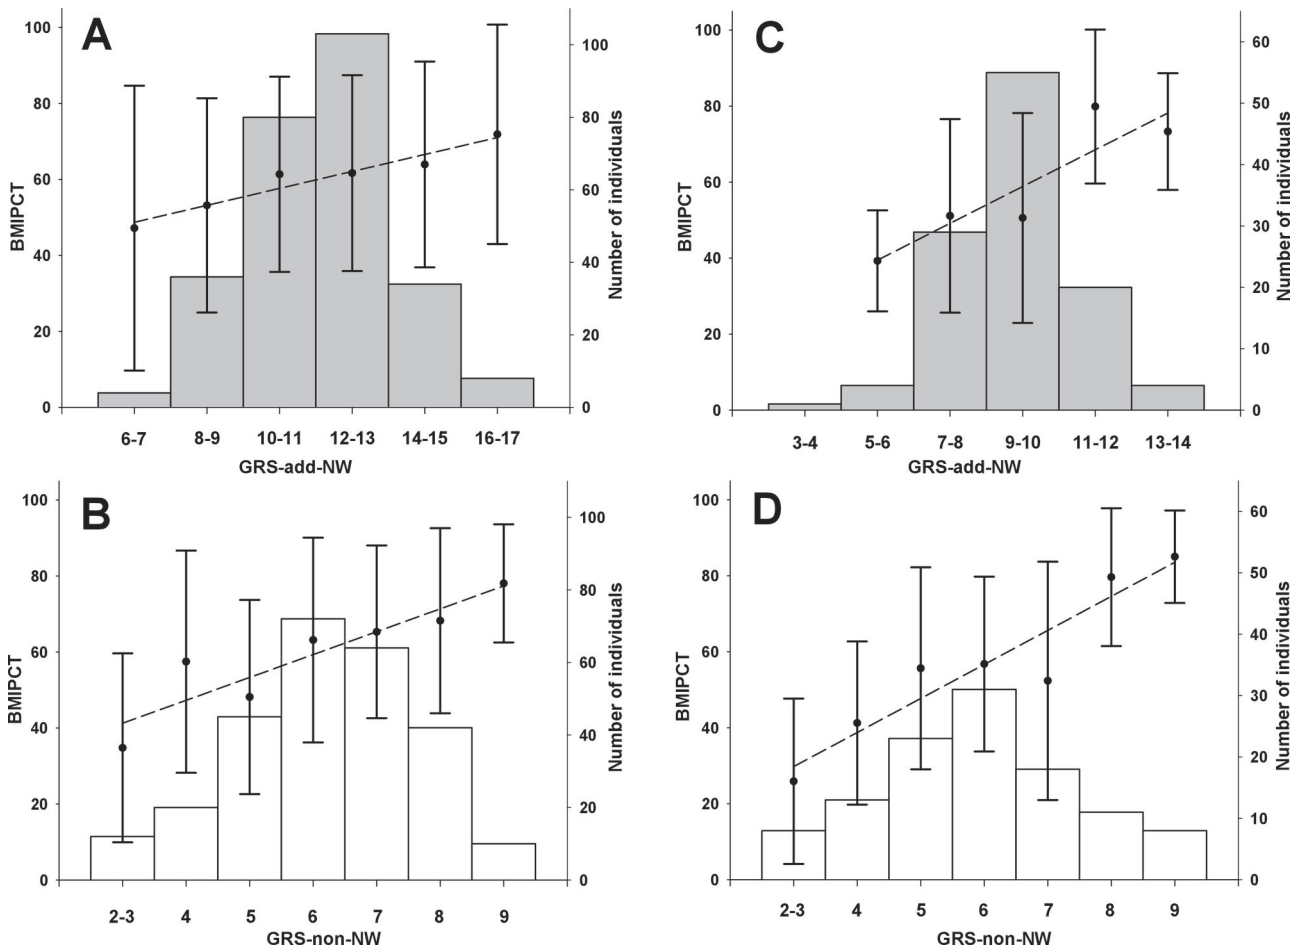 A
BMIPCT
100
80
60
40
20
0
100
80
60
40
20
0
Number of individuals
6-7 8-9 10-11 12-13 14-15 16-17
GRS-add-NW
C
BMIPCT
100
80
60
40
20
0
60
50
40
30
20
10
0
Number of individuals
3-4 5-6 7-8 9-10 11-12 13-14
GRS-add-NW
B
BMIPCT
100
80
60
40
20
0
100
80
60
40
20
0
Number of individuals
2-3 4 5 6 7 8 9
GRS-non-NW
D
BMIPCT
100
80
60
40
20
0
60
50
40
30
20
10
0
Number of individuals
2-3 4 5 6 7 8 9
GRS-non-NW